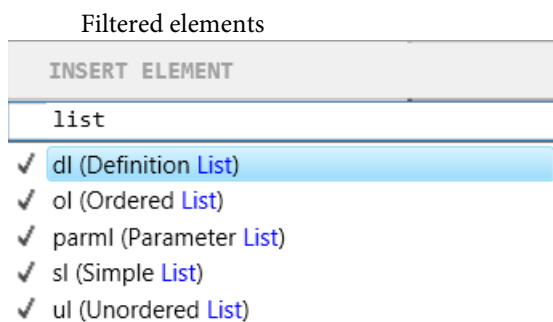 Filtered elements
INSERT ELEMENT
list
dl (Definition List)
ol (Ordered List)
parml (Parameter List)
sl (Simple List)
ul (Unordered List)